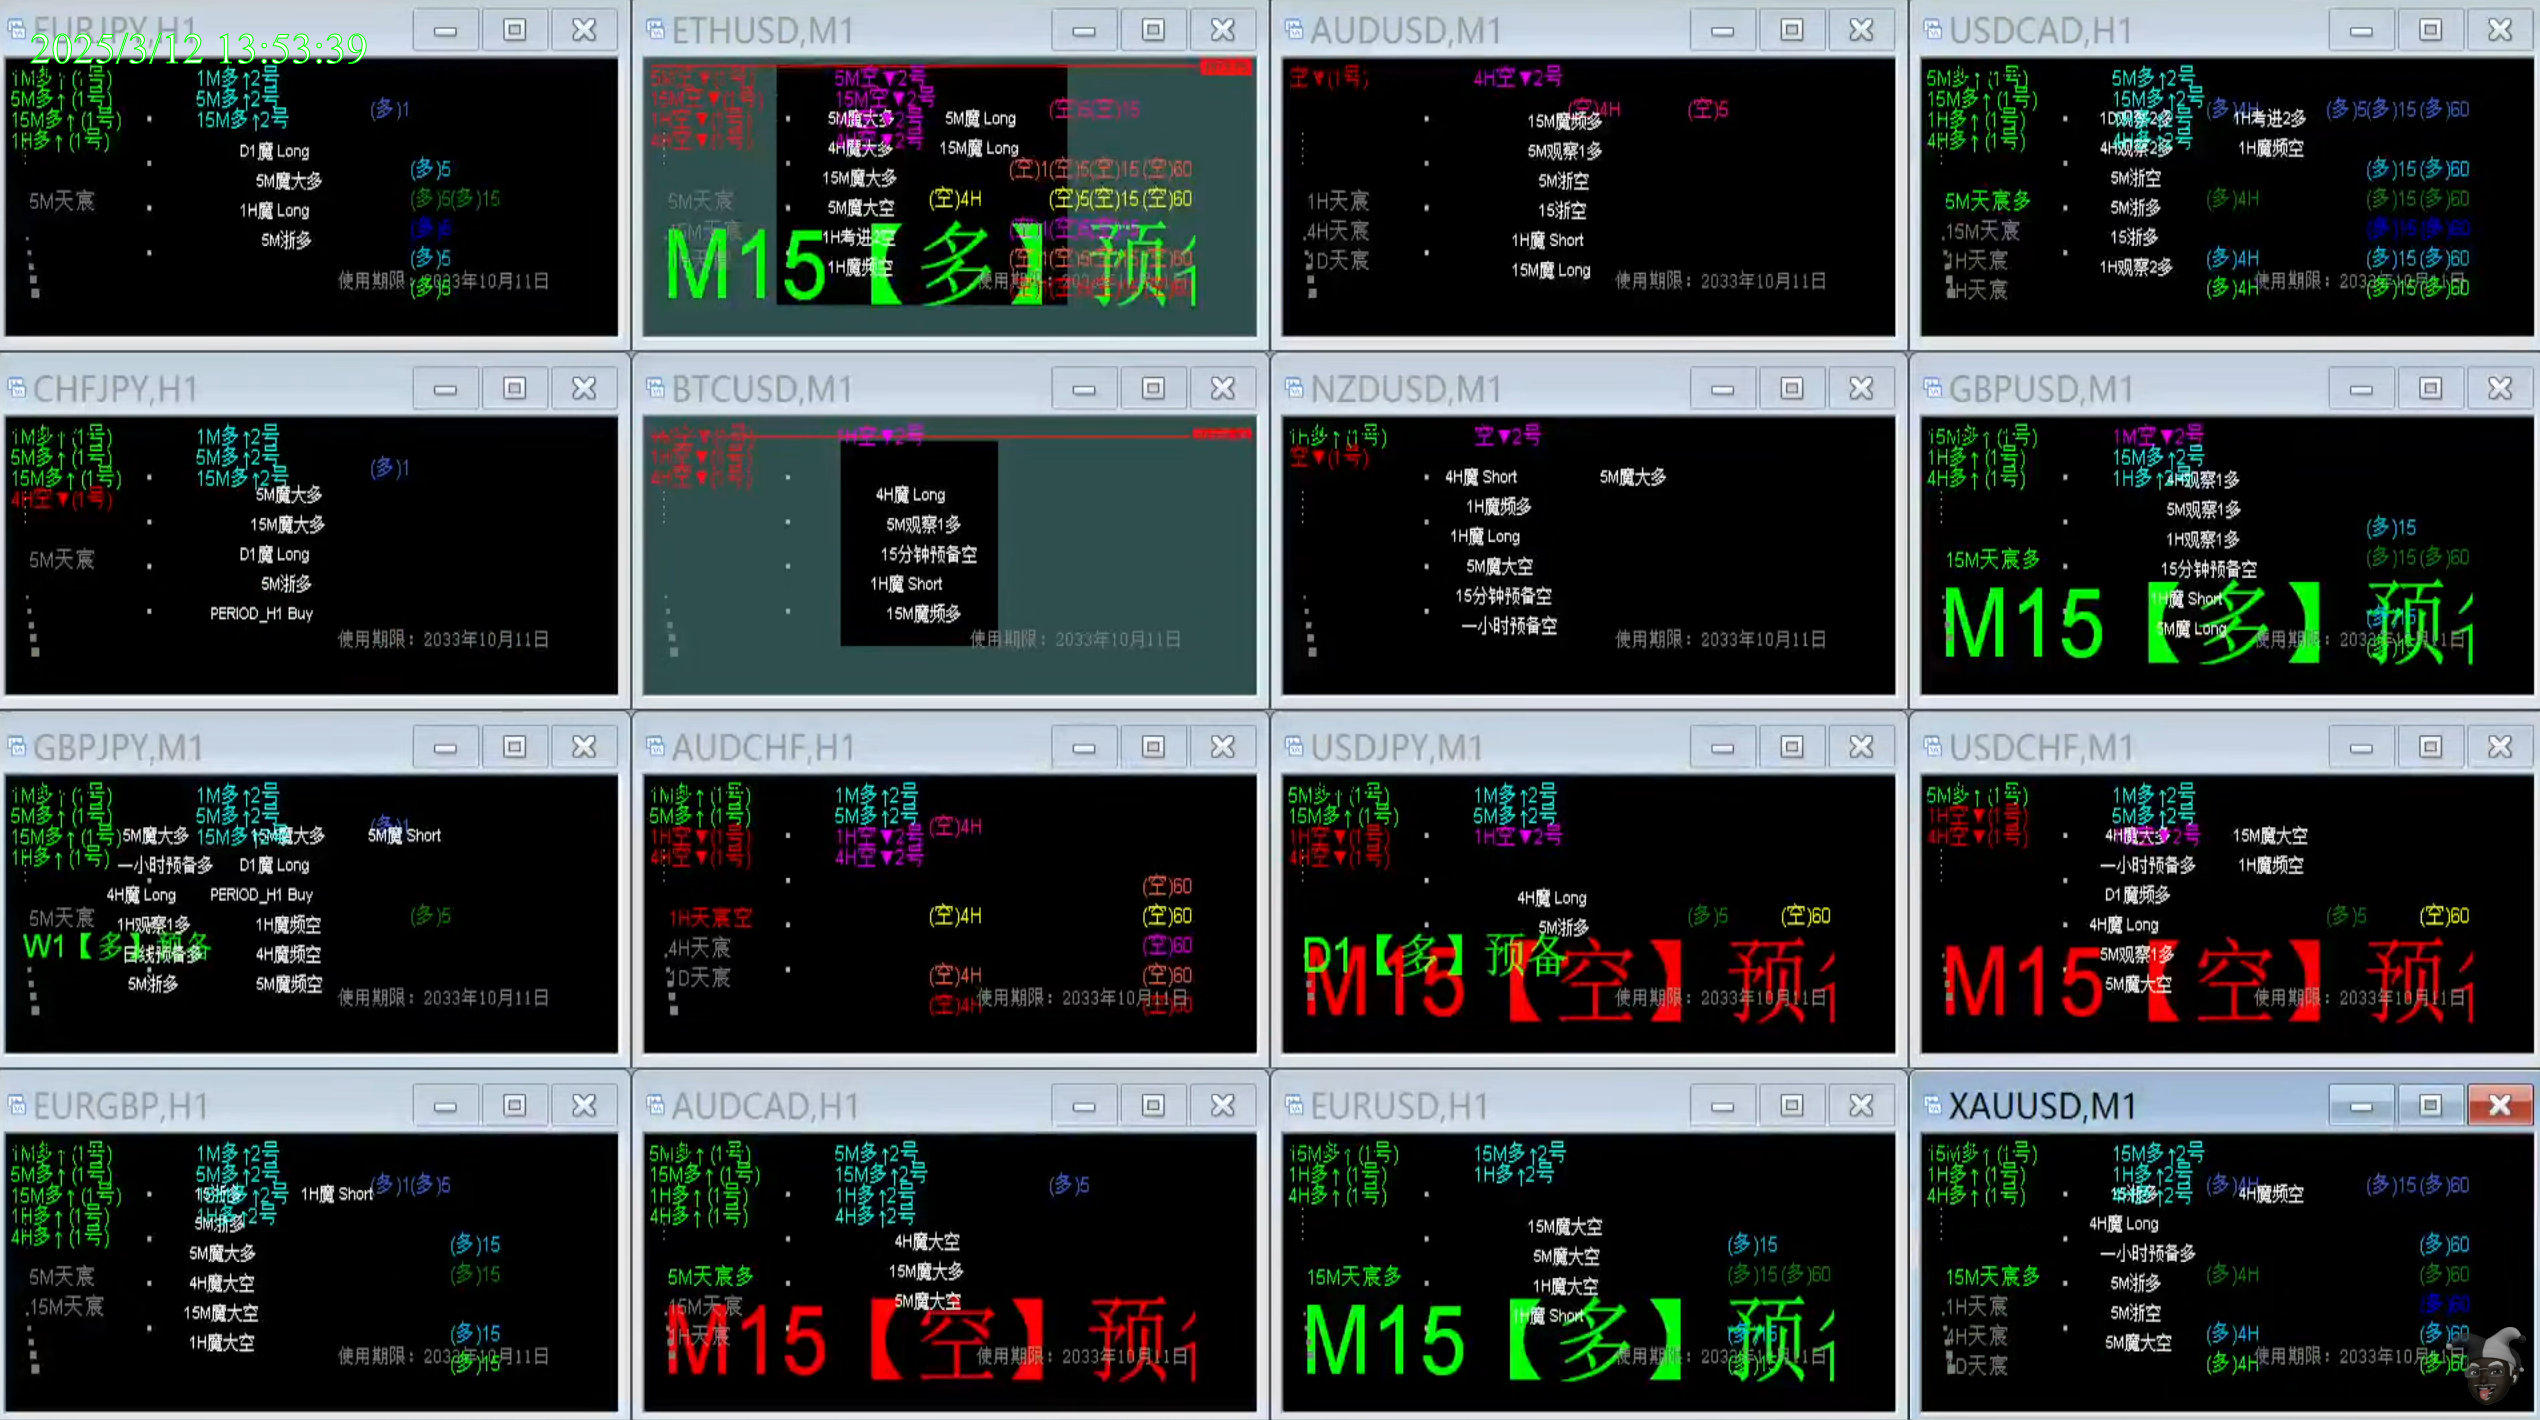 EURJPY,H1
2025/3/12 13:53:39
1M多↑(1号) 1M多↑2号
5M多↑(1号) 5M多↑2号 (多)1
15M多↑(1号) 15M多↑2号
1H多↑(1号)
D1魔 Long
5M魔大多 (多)5
5M天宸 1H魔 Long (多)5(多)15
5M浙多 (多)5
(多)5
使用期限: 2033年10月11日
(多)5
ETHUSD,M1
5M空▼(1号) 5M空▼2号
15M空▼(1号) 15M空▼2号 (空)5(空)15
1H空▼(1号) 5M魔大多 5M魔 Long
4H空▼(1号) 4H魔大多 15M魔 Long
15M魔大多 (空)1(空)5(空)15(空)60
5M天宸 5M魔大空 (空)4H (空)5(空)15(空)60
1H考进2空
1H魔频空
M15【多】预
AUDUSD,M1
空▼(1号) 4H空▼2号
(空)4H (空)5
15M魔频多
5M观察1多
5M浙空
1H天宸 15浙空
4H天宸 1H魔 Short
1D天宸 15M魔 Long
使用期限: 2033年10月11日
USDCAD,H1
5M多↑(1号) 5M多↑2号
15M多↑(1号) 15M多↑2号 (多)4H (多)5(多)15(多)60
1H多↑(1号) 1H考进2多
4H多↑(1号) 4H观察2多 1H魔频空
5M浙空 (多)15(多)60
5M天宸多 5M浙多 (多)4H (多)15(多)60
15M天宸 15浙多 (多)15(多)60
1H天宸 1H观察2多 (多)4H (多)15(多)60
H天宸 (多)4H 使用期限: 2033年10月11日 (多)15(多)60
CHFJPY,H1
1M多↑(1号) 1M多↑2号
5M多↑(1号) 5M多↑2号 (多)1
15M多↑(1号) 15M多↑2号
4H空▼(1号) 5M魔大多
15M魔大多
5M天宸 D1魔 Long
5M浙多
PERIOD_H1 Buy
使用期限: 2033年10月11日
BTCUSD,M1
1H空▼2号
4H空▼(1号)
4H魔 Long
5M观察1多
15分钟预备空
1H魔 Short
15M魔频多
使用期限: 2033年10月11日
NZDUSD,M1
1H多↑(1号) 空▼2号
空▼(1号)
4H魔 Short 5M魔大多
1H魔频多
1H魔 Long
5M魔大空
15分钟预备空
一小时预备空
使用期限: 2033年10月11日
GBPUSD,M1
15M多↑(1号) 1M空▼2号
1H多↑(1号) 15M多↑2号
4H多↑(1号) 1H多↑2号 4H观察1多
5M观察1多 (多)15
1H观察1多
15M天宸多 15分钟预备空 (多)15(多)60
1H魔 Short
5M魔 Long
M15【多】预
GBPJPY,M1
1M多↑(1号) 1M多↑2号
5M多↑(1号) 5M多↑2号 (多)1
15M多↑(1号) 5M魔大多 15M多 15M魔大多 5M魔 Short
1H多↑(1号) 一小时预备多 D1魔 Long
4H魔 Long PERIOD_H1 Buy
5M天宸 1H观察1多 1H魔频空 (多)5
W1【多】预备 日线预备多 4H魔频空
5M浙多 5M魔频空
使用期限: 2033年10月11日
AUDCHF,H1
1M多↑(1号) 1M多↑2号
5M多↑(1号) 5M多↑2号
1H空▼(1号) 1H空▼2号 (空)4H
4H空▼(1号) 4H空▼2号
(空)60
1H天宸空 (空)4H (空)60
4H天宸 (空)60
1D天宸 (空)4H (空)60
(空)4H 使用期限: 2033年10月11日 (空)60
USDJPY,M1
5M多↑(1号) 1M多↑2号
15M多↑(1号) 5M多↑2号
1H空▼(1号) 1H空▼2号
4H空▼(1号)
4H魔 Long
5M浙多 (多)5 (空)60
D1【多】预备
M15【空】预
使用期限: 2033年10月11日
USDCHF,M1
5M多↑(1号) 1M多↑2号
1H空▼(1号) 5M多↑2号
4H空▼(1号) 4H魔大多 15M魔大空
一小时预备多 1H魔频空
D1魔频多
4H魔 Long (多)5 (空)60
5M观察1多
5M魔大空
M15【空】预
使用期限: 2033年10月11日
EURGBP,H1
1M多↑(1号) 1M多↑2号
5M多↑(1号) 5M多↑2号 (多)1(多)5
15M多↑(1号) 15浙多 1H魔 Short
1H多↑(1号) 1H多↑2号
4H多↑(1号) 5M浙多 (多)15
5M魔大多
5M天宸 4H魔大空 (多)15
15M天宸 15M魔大空
1H魔大空 (多)15
使用期限: 2033年10月11日
(多)15
AUDCAD,H1
5M多↑(1号) 5M多↑2号
15M多↑(1号) 15M多↑2号 (多)5
1H多↑(1号) 1H多↑2号
4H多↑(1号) 4H多↑2号
4H魔大空
5M天宸多 15M魔大多
15M天宸 5M魔大空
1H天宸
M15【空】预
使用期限: 2033年10月11日
EURUSD,H1
15M多↑(1号) 15M多↑2号
1H多↑(1号) 1H多↑2号
4H多↑(1号)
15M魔大空 (多)15
5M魔大空
15M天宸多 1H魔大空 (多)15(多)60
1H魔 Short
M15【多】预
XAUUSD,M1
15M多↑(1号) 15M多↑2号
1H多↑(1号) 1H多↑2号 (多)4H (多)15(多)60
4H多↑(1号) 15浙多 4H魔频空
4H魔 Long (多)60
一小时预备多
15M天宸多 5M浙多 (多)4H (多)60
1H天宸 5M浙空 (多)60
4H天宸 5M魔大空 (多)4H (多)60
D天宸 (多)4H 使用期限: 2033年10月11日 (多)60